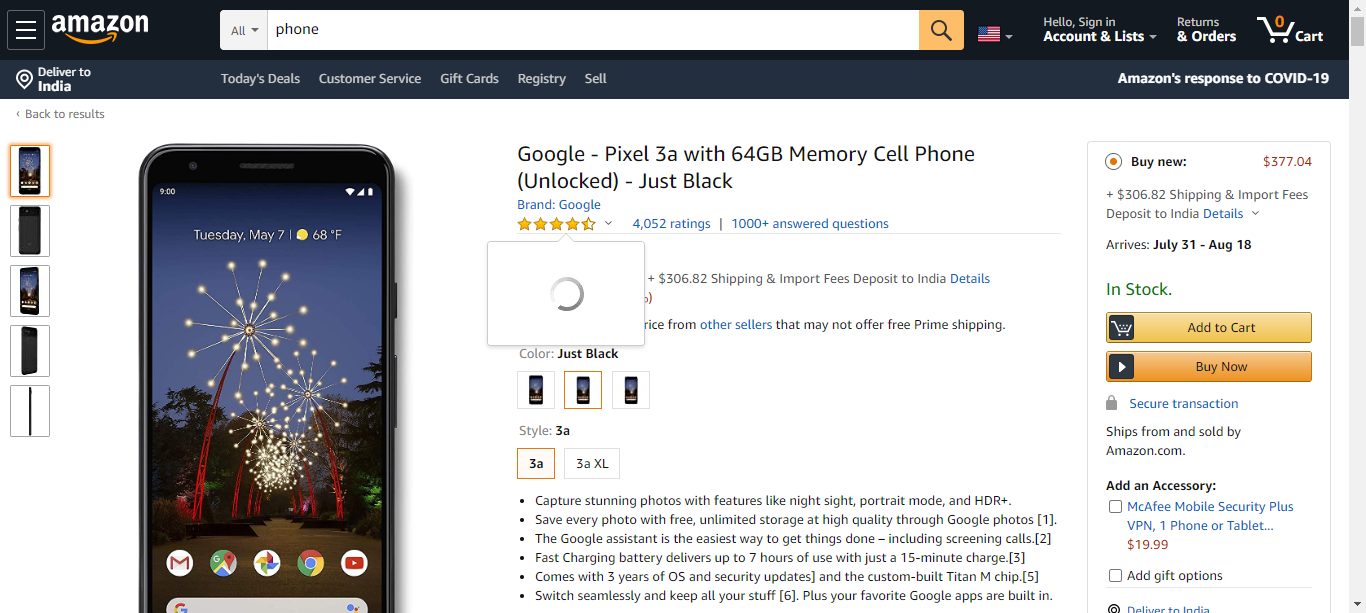 amazon
All
phone
Hello, Sign in
Account & Lists
Returns
& Orders
0
Cart
Deliver to
India
Today's Deals
Customer Service
Gift Cards
Registry
Sell
Amazon's response to COVID-19
‹ Back to results
9:00
Tuesday, May 7 | 68 °F
Google - Pixel 3a with 64GB Memory Cell Phone
(Unlocked) - Just Black
Brand: Google
4,052 ratings | 1000+ answered questions
+ $306.82 Shipping & Import Fees Deposit to India Details
from other sellers that may not offer free Prime shipping.
Color: Just Black
Style: 3a
3a
3a XL
• Capture stunning photos with features like night sight, portrait mode, and HDR+.
• Save every photo with free, unlimited storage at high quality through Google photos [1].
• The Google assistant is the easiest way to get things done – including screening calls.[2]
• Fast Charging battery delivers up to 7 hours of use with just a 15-minute charge.[3]
• Comes with 3 years of OS and security updates] and the custom-built Titan M chip.[5]
• Switch seamlessly and keep all your stuff [6]. Plus your favorite Google apps are built in.
Buy new:
$377.04
+ $306.82 Shipping & Import Fees
Deposit to India Details
Arrives: July 31 - Aug 18
In Stock.
Add to Cart
Buy Now
Secure transaction
Ships from and sold by
Amazon.com.
Add an Accessory:
McAfee Mobile Security Plus
VPN, 1 Phone or Tablet...
$19.99
Add gift options
Deliver to India